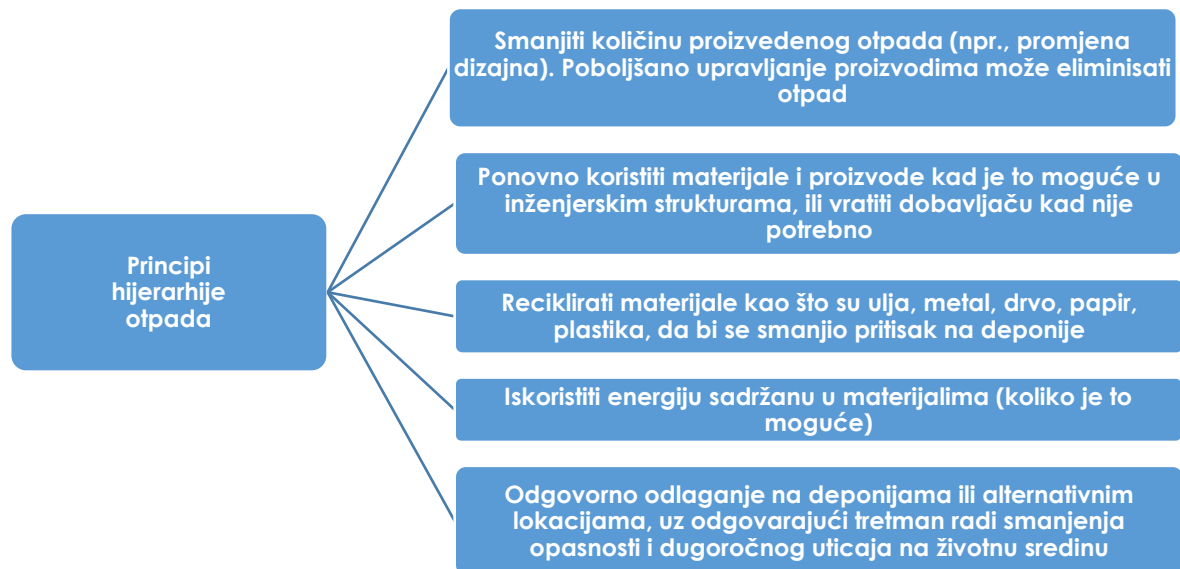 Smanjiti količinu proizvedenog otpada (npr., promjena
dizajna). Poboljšano upravljanje proizvodima može eliminisati
otpad
Ponovno koristiti materijale i proizvode kad je to moguće u
inženjerskim strukturama, ili vratiti dobavljaču kad nije
potrebno
Principi
hijerarhije
otpada
Reciklirati materijale kao što su ulja, metal, drvo, papir,
plastika, da bi se smanjio pritisak na deponije
Iskoristiti energiju sadržanu u materijalima (koliko je to
moguće)
Odgovorno odlaganje na deponijama ili alternativnim
lokacijama, uz odgovarajući tretman radi smanjenja
opasnosti i dugoročnog uticaja na životnu sredinu